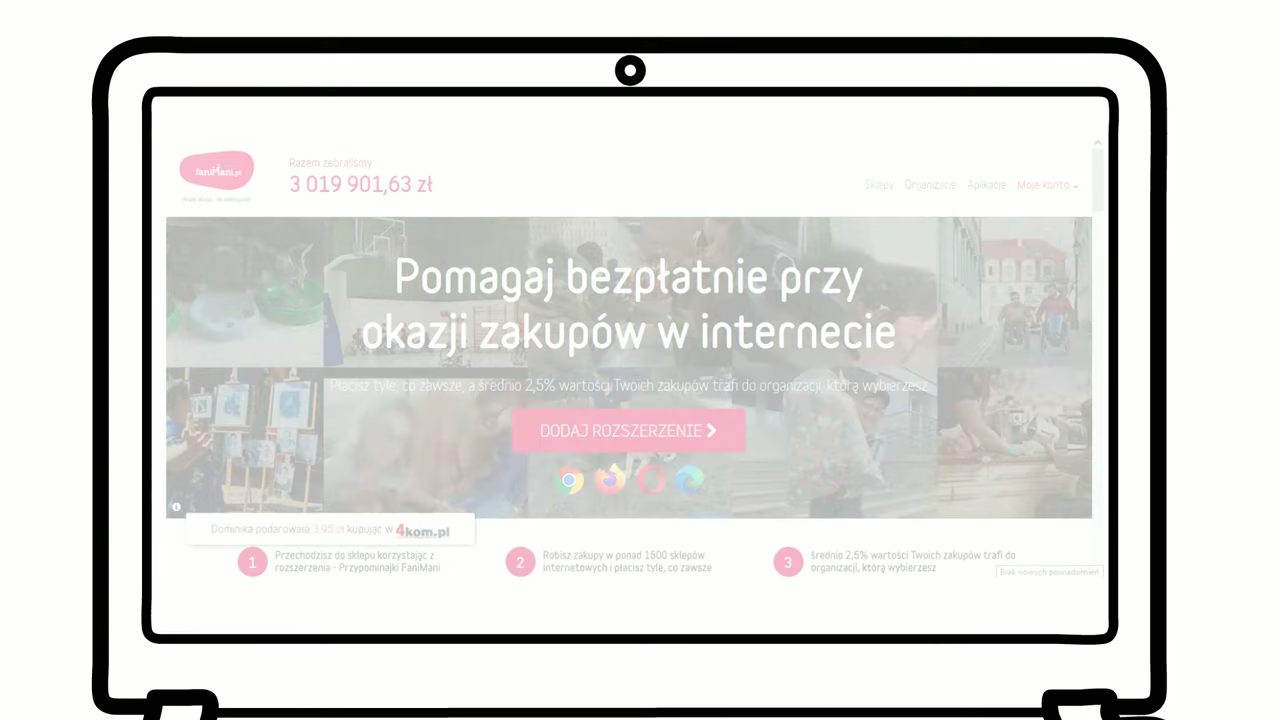 faniMani.pl
Razem zebraliśmy
3 019 901,63 zł
Sklepy Organizacje Aplikacje Moje konto
Pomagaj bezpłatnie przy
okazji zakupów w internecie
Płacisz tyle, co zawsze, a średnio 2,5% wartości Twoich zakupów trafi do organizacji, którą wybierzesz
DODAJ ROZSZERZENIE
Dominika podarowała 3,95 zł kupując w 4kom.pl
1 Przechodzisz do sklepu korzystając z
rozszerzenia - Przypominajki FaniMani
2 Robisz zakupy w ponad 1500 sklepów
internetowych i płacisz tyle, co zawsze
3 średnio 2,5% wartości Twoich zakupów trafi do
organizacji, którą wybierzesz
Brak nowych powiadomień